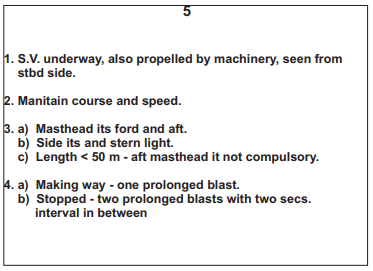 5
1. S.V. underway, also propelled by machinery, seen from
stbd side.
2. Manitain course and speed.
3. a) Masthead its ford and aft.
b) Side its and stern light.
c) Length < 50 m - aft masthead it not compulsory.
4. a) Making way - one prolonged blast.
b) Stopped - two prolonged blasts with two secs.
interval in between